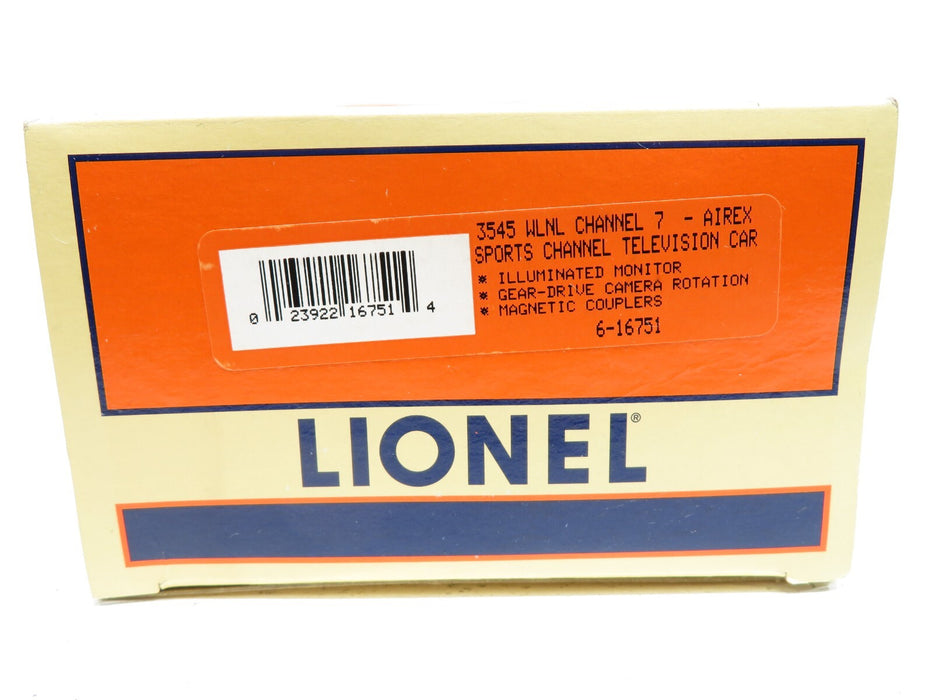 3545 WLNL CHANNEL 7 - AIREX
SPORTS CHANNEL TELEVISION CAR
* ILLUMINATED MONITOR
* GEAR-DRIVE CAMERA ROTATION
* MAGNETIC COUPLERS
6-16751
0 23922 16751 4
LIONEL®